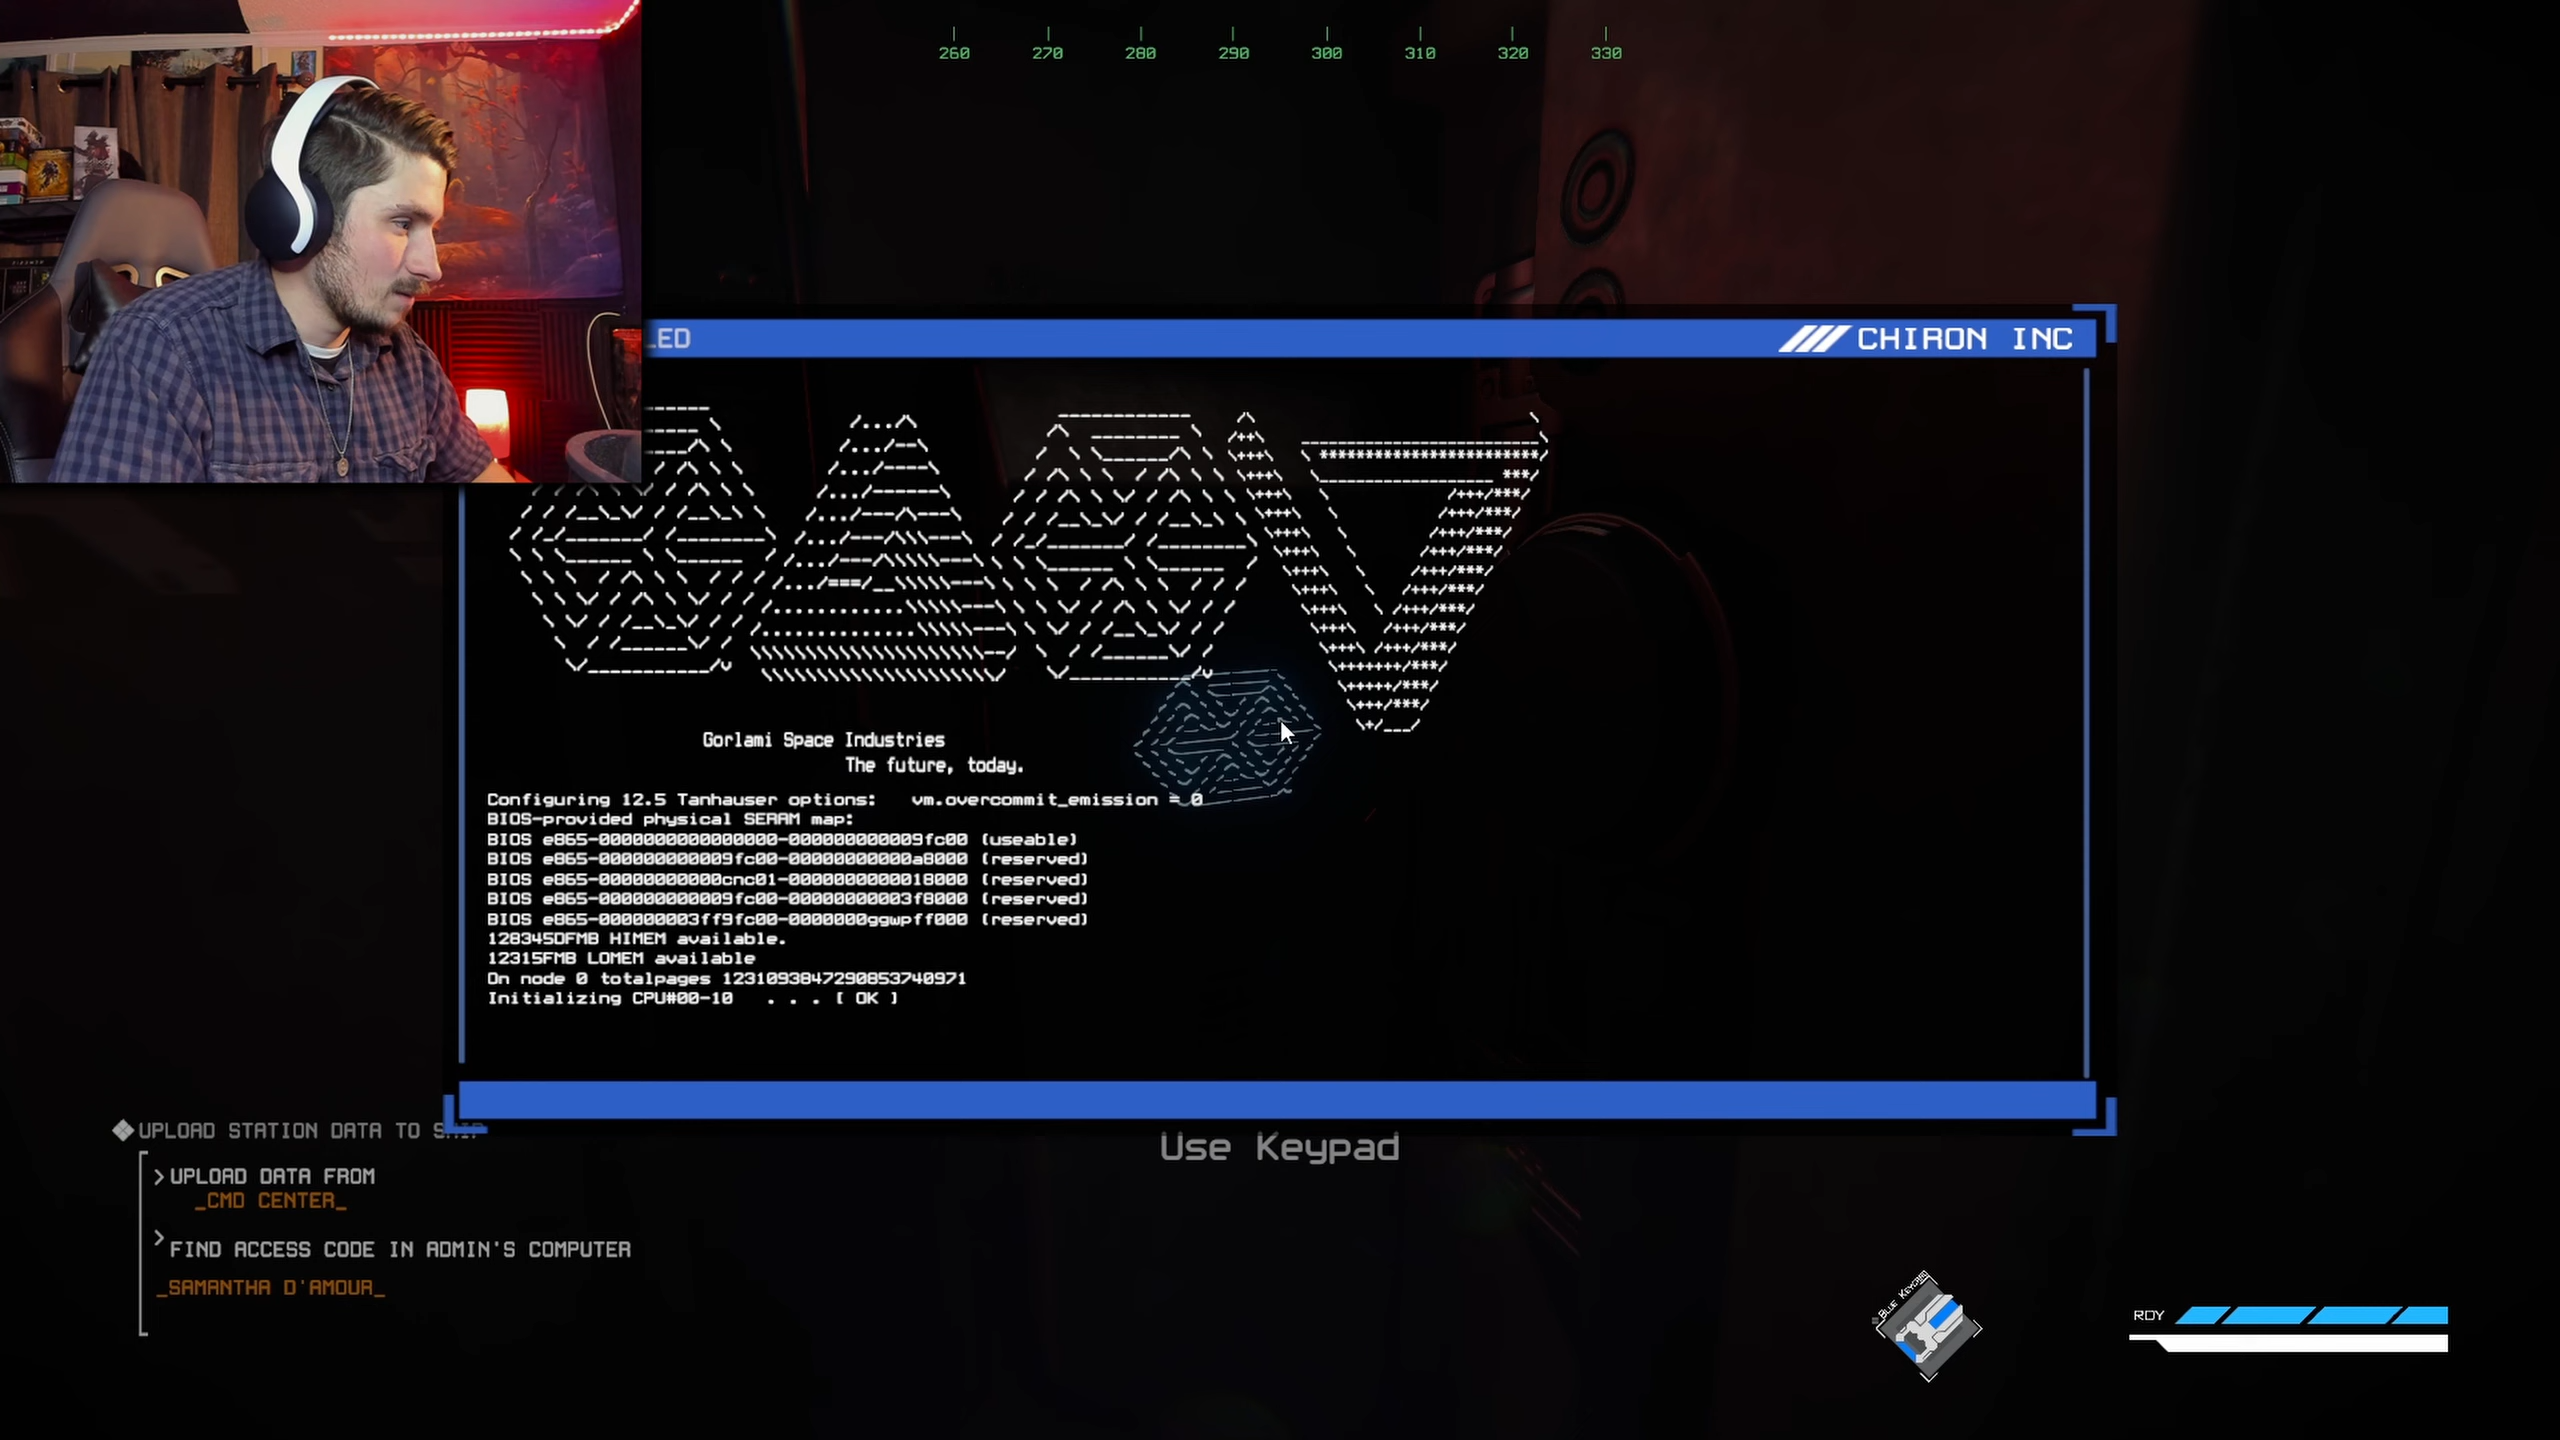 260 270 280 290 300 310 320 330
LED
CHIRON INC
Gorlami Space Industries
The future, today.
Configuring 12.5 Tanhauser options: vm.overcommit_emission = 0
BIOS-provided physical SERAM map:
BIOS e865-0000000000000000-000000000009fc00 (useable)
BIOS e865-000000000009fc00-00000000000a8000 (reserved)
BIOS e865-00000000000cnc01-0000000000018000 (reserved)
BIOS e865-000000000009fc00-00000000003f8000 (reserved)
BIOS e865-000000003ff9fc00-0000000ggwpff000 (reserved)
128345DFMB HIMEM available.
12315FMB LOMEM available
On node 0 totalpages 1231093847290853740971
Initializing CPU#00-10 . . . [ OK ]
UPLOAD STATION DATA TO SHIP
Use Keypad
>UPLOAD DATA FROM
_CMD CENTER_
>FIND ACCESS CODE IN ADMIN'S COMPUTER
_SAMANTHA D'AMOUR_
RDY